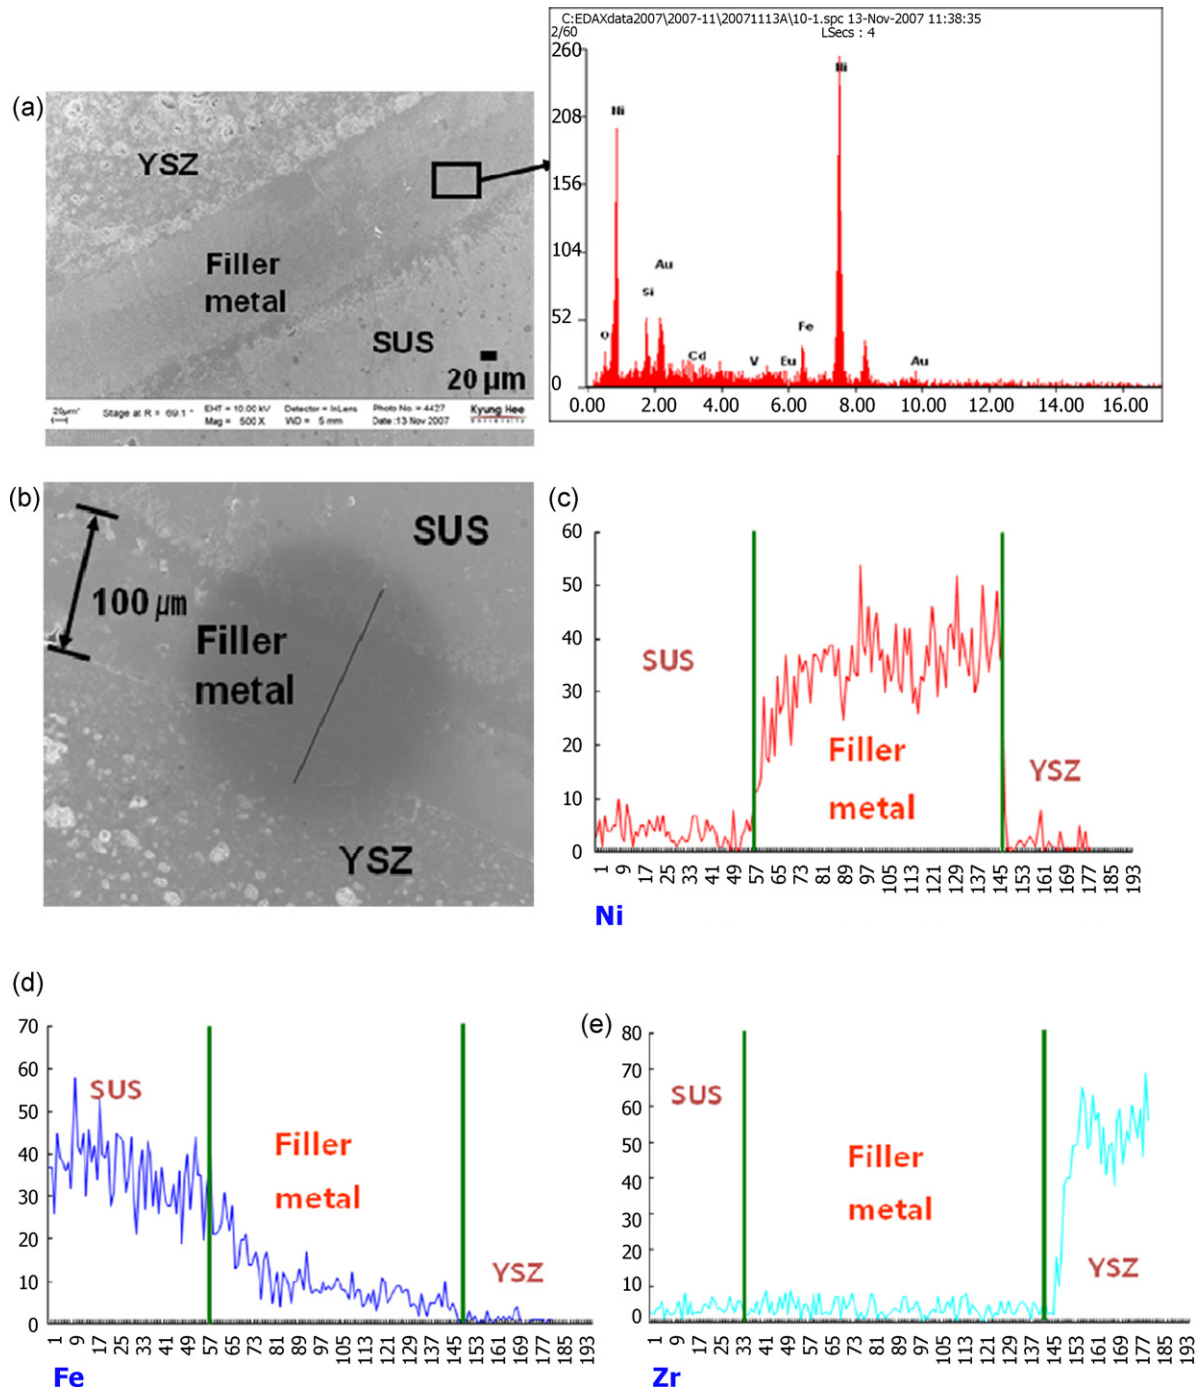 C:EDAXdata2007\2007-11\20071113A\10-1.spc 13-Nov-2007 11:38:35
2/60
LSecs : 4
260
208
156
104
52
0
Ni
Ni
Au
Si
O
Cd
V
Eu
Fe
Au
0.00 2.00 4.00 6.00 8.00 10.00 12.00 14.00 16.00
(a)
YSZ
Filler
metal
SUS
20 μm
20μm
Stage at R = 69.1 °
EHT = 10.00 kV Detector = InLens Photo No. = 4427 Kyung Hee
Mag = 500 X WD = 5 mm Date :13 Nov 2007 UNIVERSITY
(b)
SUS
100 μm
Filler
metal
YSZ
(c)
60
50
40
30
20
10
0
SUS
Filler
metal
YSZ
1 9 17 25 33 41 49 57 65 73 81 89 97 105 113 121 129 137 145 153 161 169 177 185 193
Ni
(d)
70
60
50
40
30
20
10
0
SUS
Filler
metal
YSZ
1 9 17 25 33 41 49 57 65 73 81 89 97 105 113 121 129 137 145 153 161 169 177 185 193
Fe
(e)
80
70
60
50
40
30
20
10
0
SUS
Filler
metal
YSZ
1 9 17 25 33 41 49 57 65 73 81 89 97 105 113 121 129 137 145 153 161 169 177 185 193
Zr